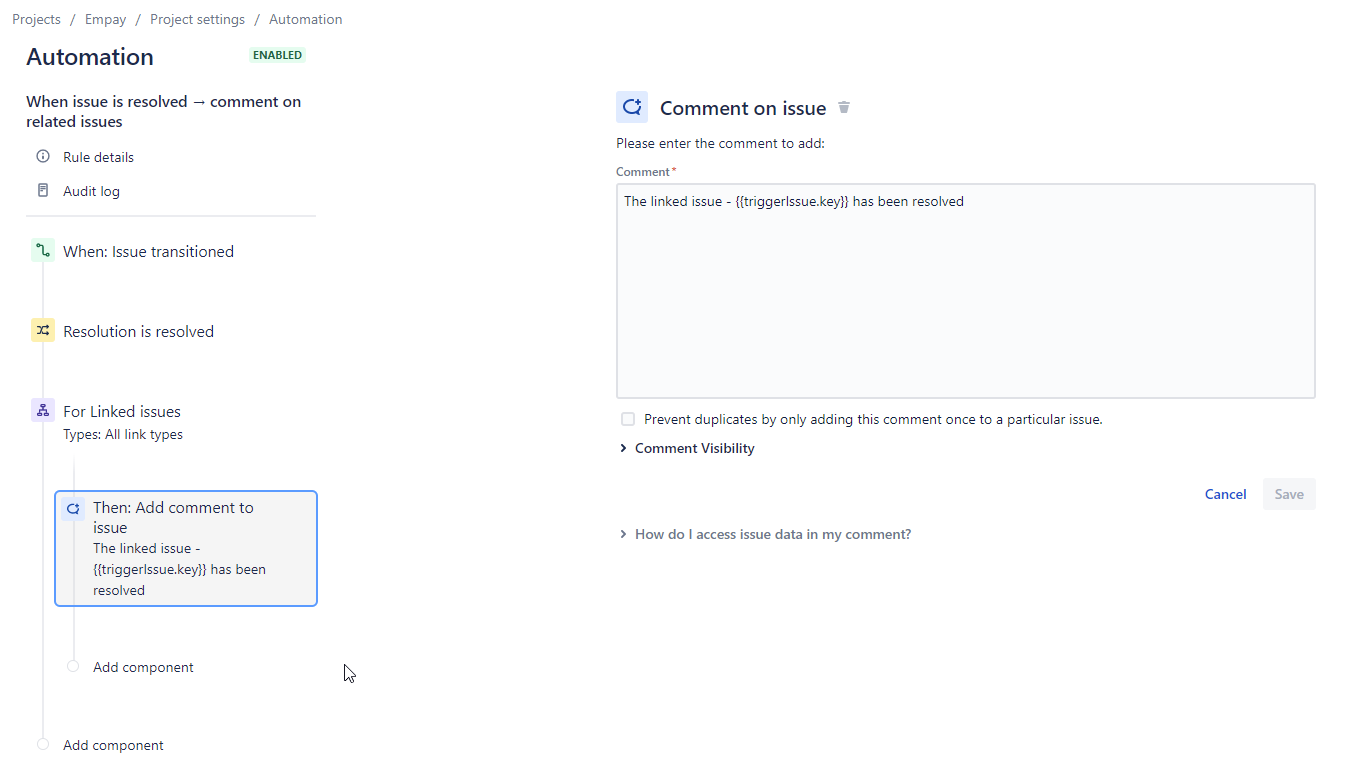 Projects / Empay / Project settings / Automation
Automation
ENABLED
When issue is resolved → comment on
related issues
Rule details
Audit log
When: Issue transitioned
Resolution is resolved
For Linked issues
Types: All link types
Then: Add comment to
issue
The linked issue -
{{triggerIssue.key}} has been
resolved
Add component
Add component
Comment on issue
Please enter the comment to add:
Comment*
The linked issue - {{triggerIssue.key}} has been resolved
Prevent duplicates by only adding this comment once to a particular issue.
Comment Visibility
Cancel Save
How do I access issue data in my comment?